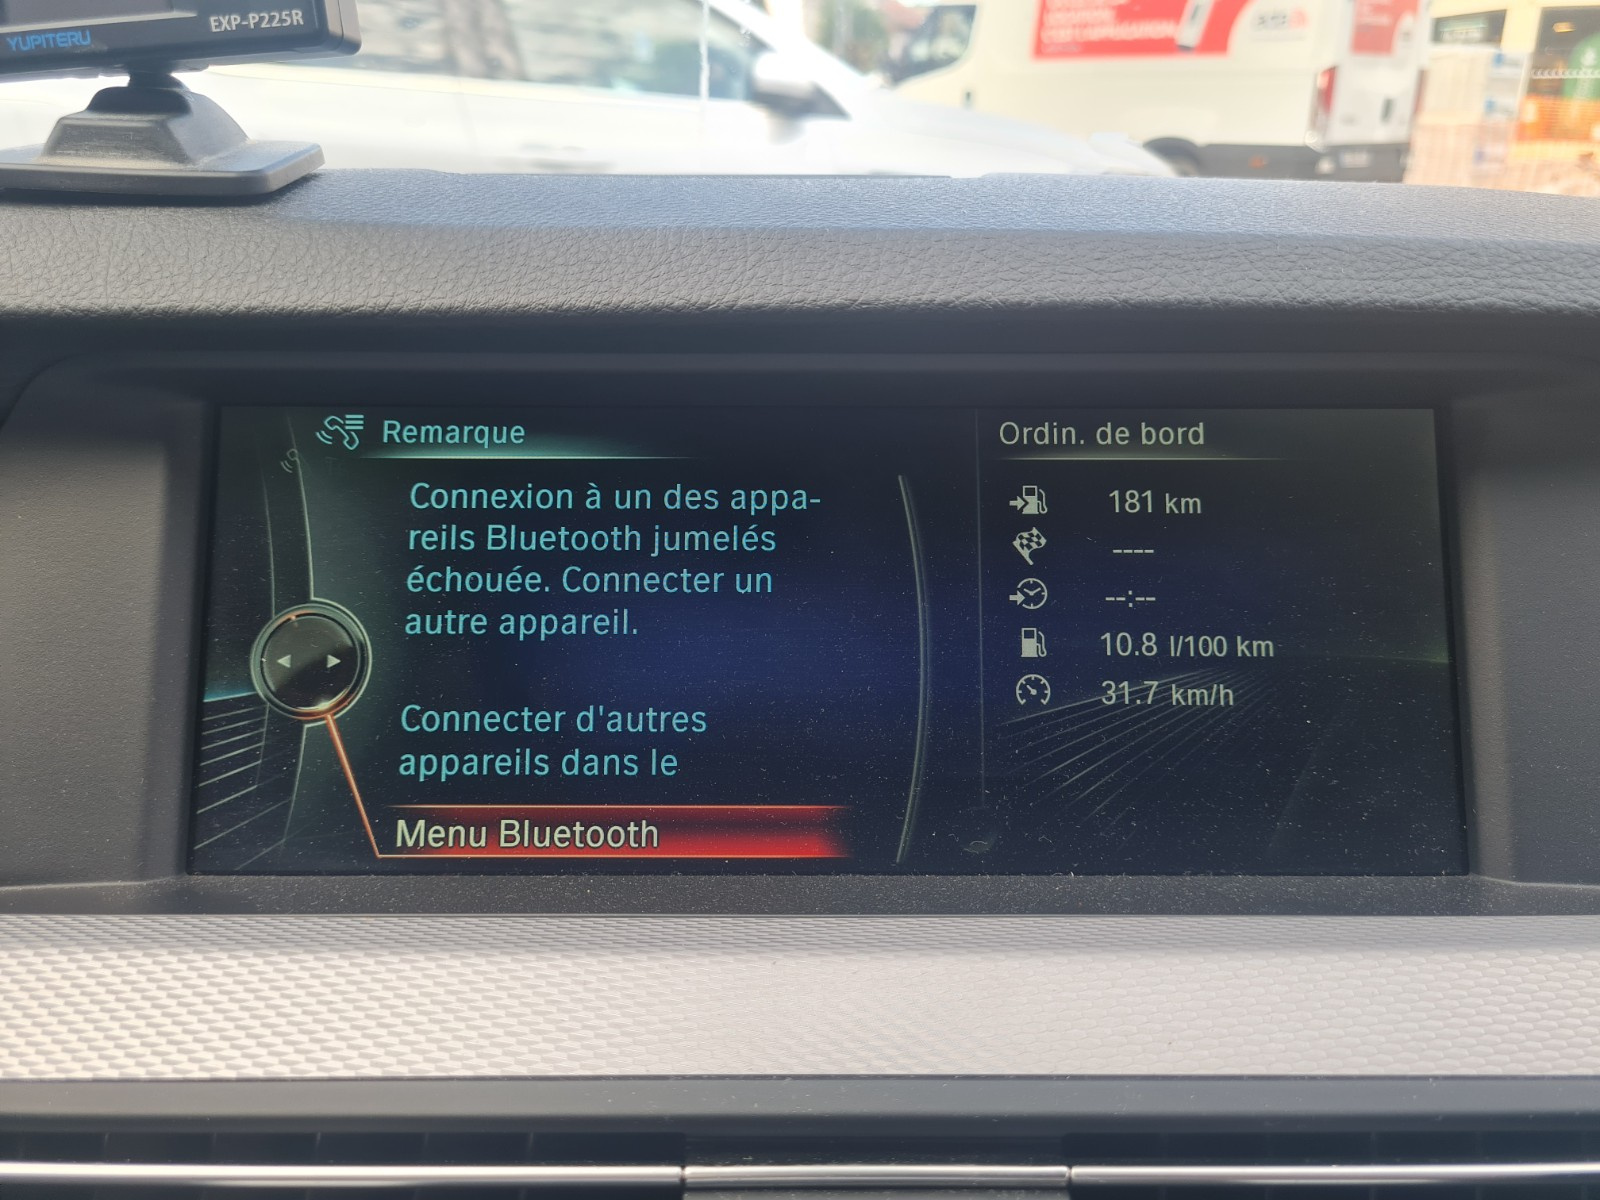 YUPITERU
EXP-P225R
Remarque
Connexion à un des appa-
reils Bluetooth jumelés
échouée. Connecter un
autre appareil.
Connecter d'autres
appareils dans le
Menu Bluetooth
Ordin. de bord
181 km
----
--:--
10.8 l/100 km
31.7 km/h